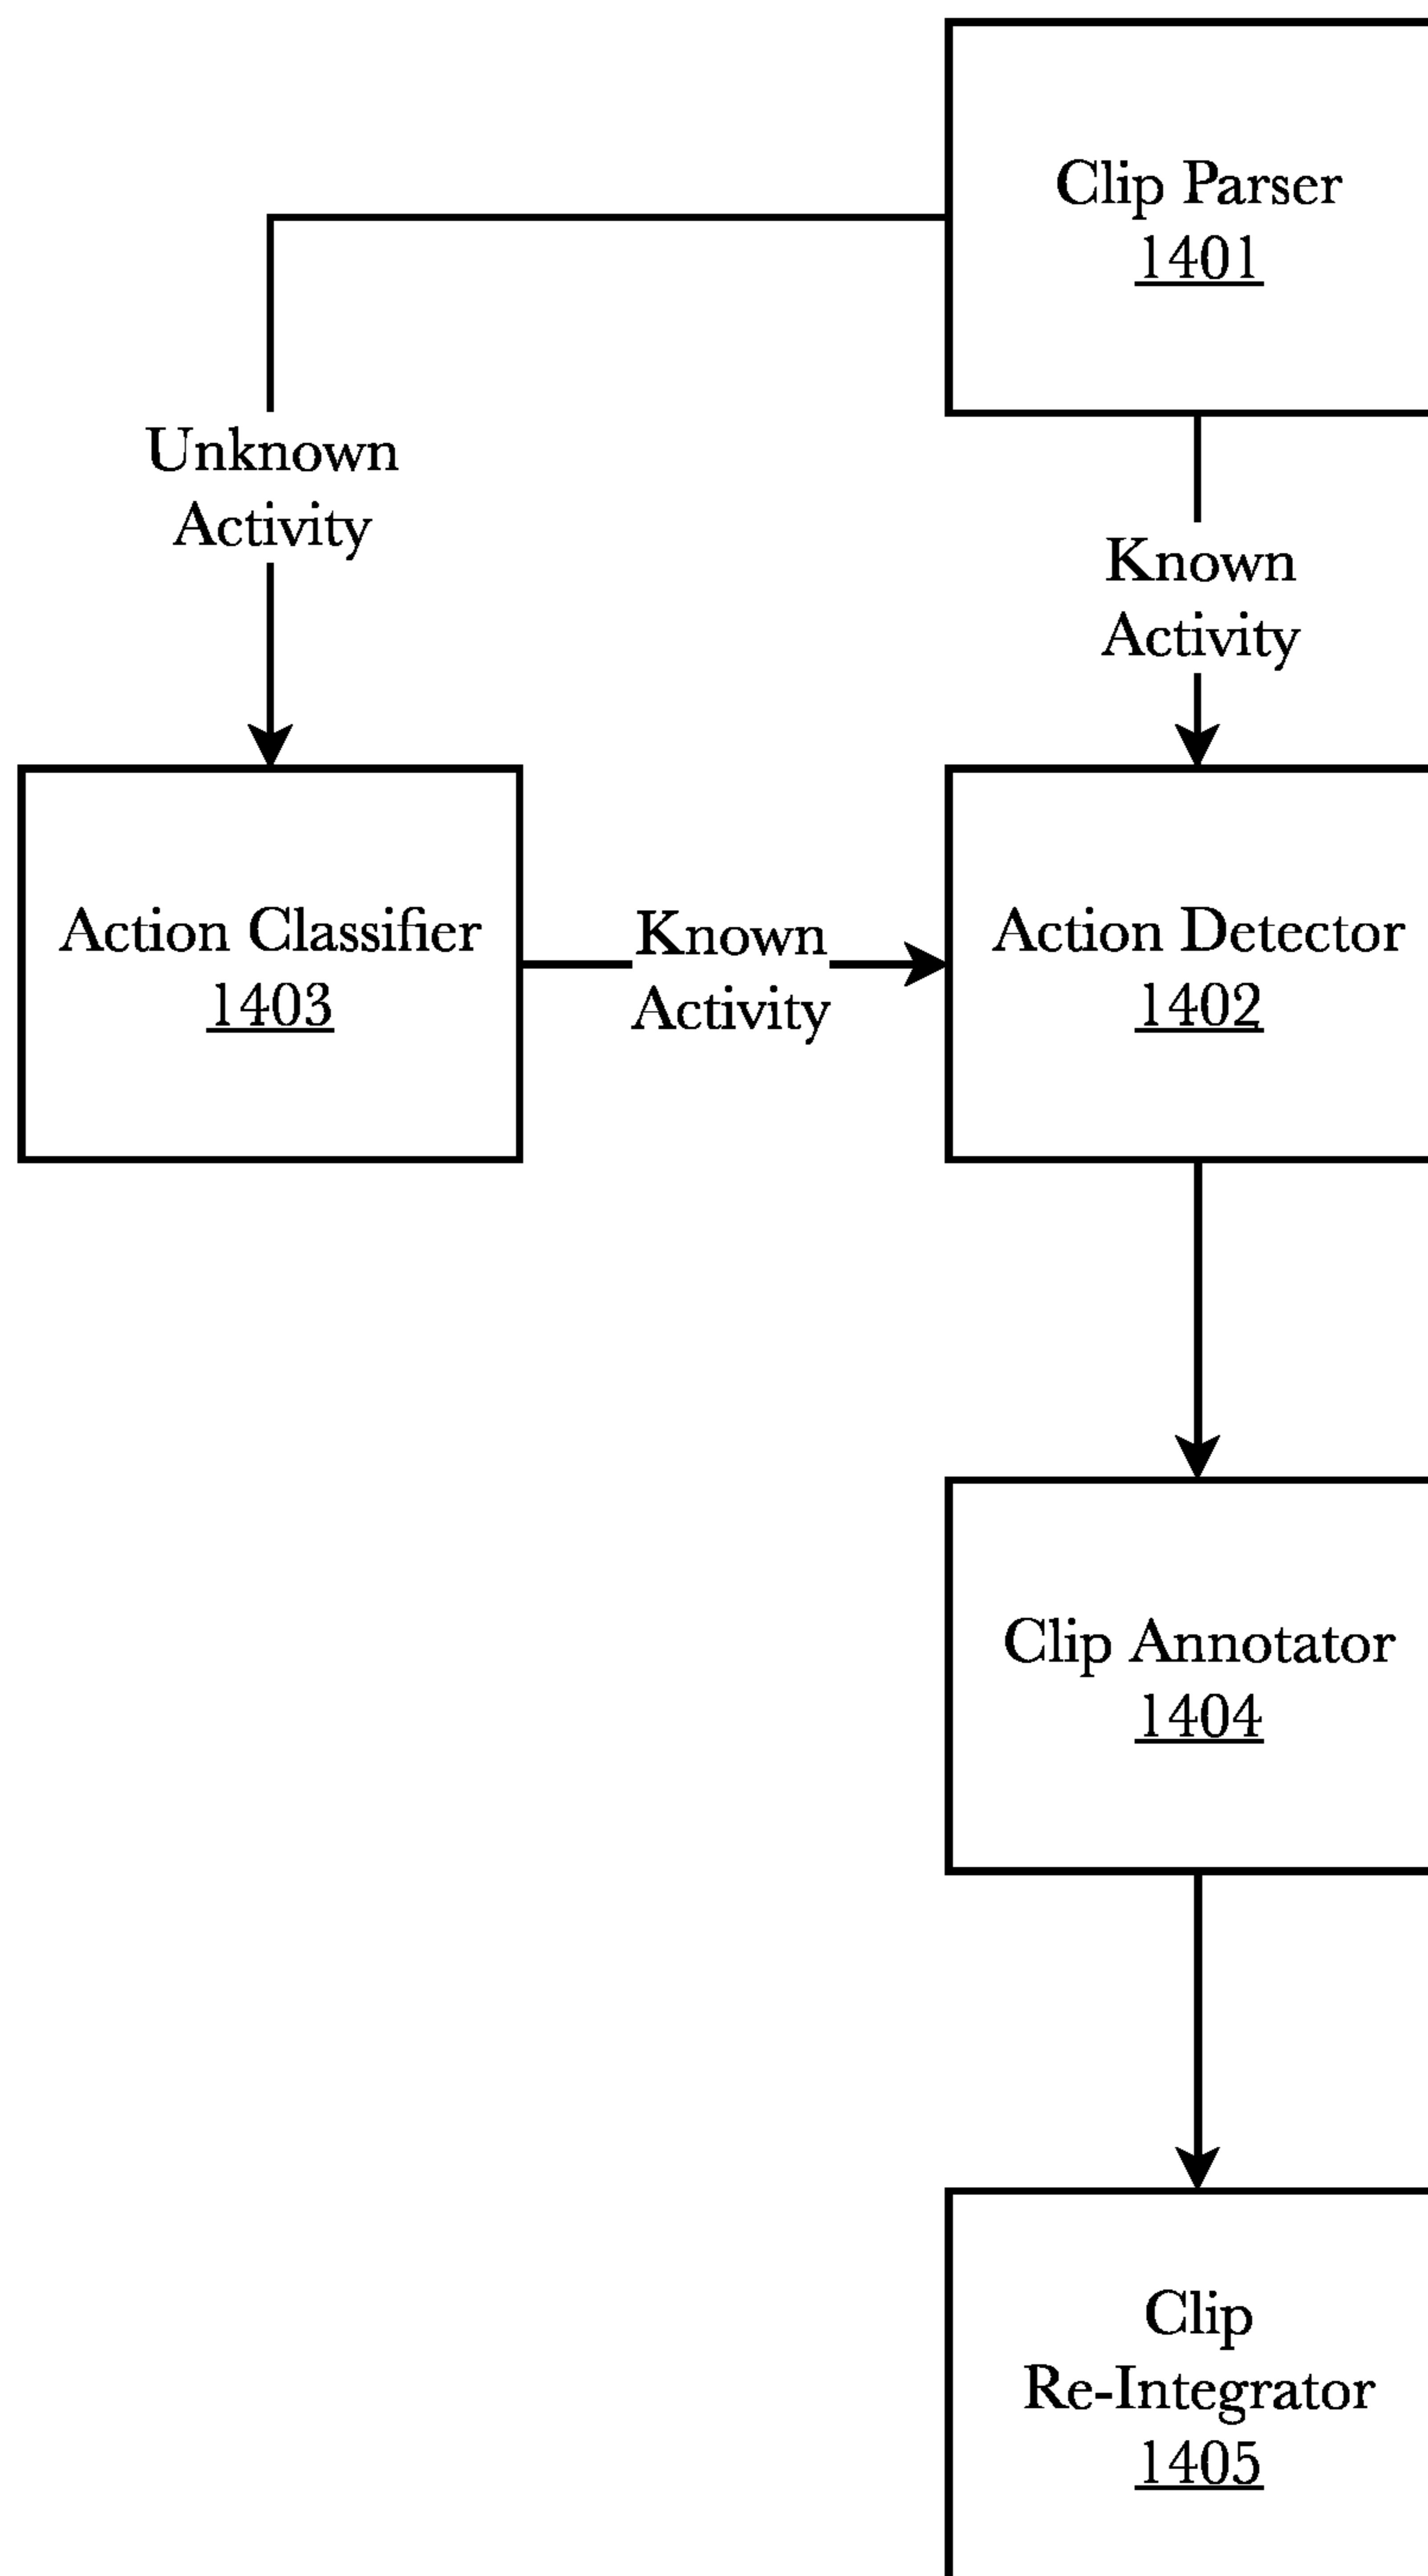 Clip Parser
1401
Unknown
Activity
Known
Activity
Action Classifier
1403
Known
Activity
Action Detector
1402
Clip Annotator
1404
Clip
Re-Integrator
1405